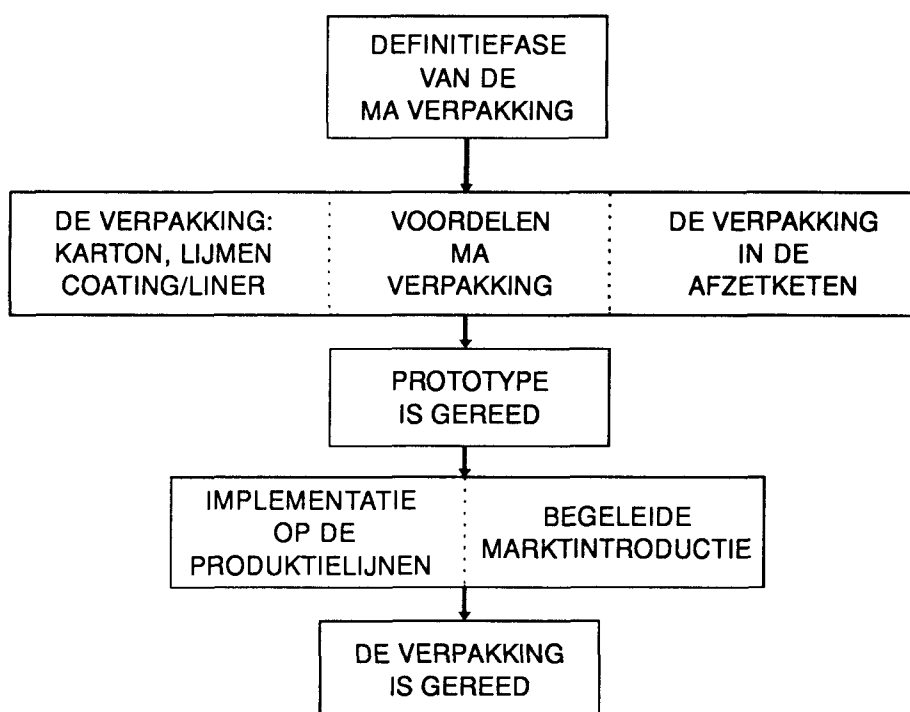 DEFINITIEFASE
VAN DE
MA VERPAKKING
DE VERPAKKING:
KARTON, LIJMEN
COATING/LINER
VOORDELEN
MA
VERPAKKING
DE VERPAKKING
IN DE
AFZETKETEN
PROTOTYPE
IS GEREED
IMPLEMENTATIE
OP DE
PRODUKTIELIJNEN
BEGELEIDE
MARKTINTRODUCTIE
DE VERPAKKING
IS GEREED